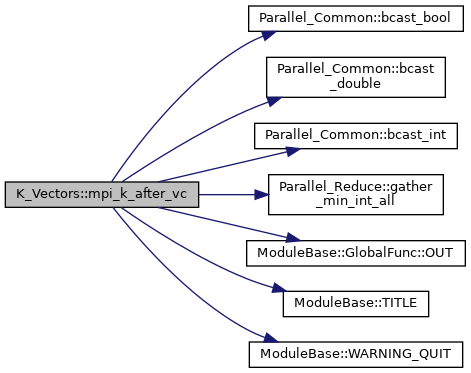 Parallel_Common::bcast_bool
Parallel_Common::bcast
_double
Parallel_Common::bcast_int
K_Vectors::mpi_k_after_vc
Parallel_Reduce::gather
_min_int_all
ModuleBase::GlobalFunc::OUT
ModuleBase::TITLE
ModuleBase::WARNING_QUIT